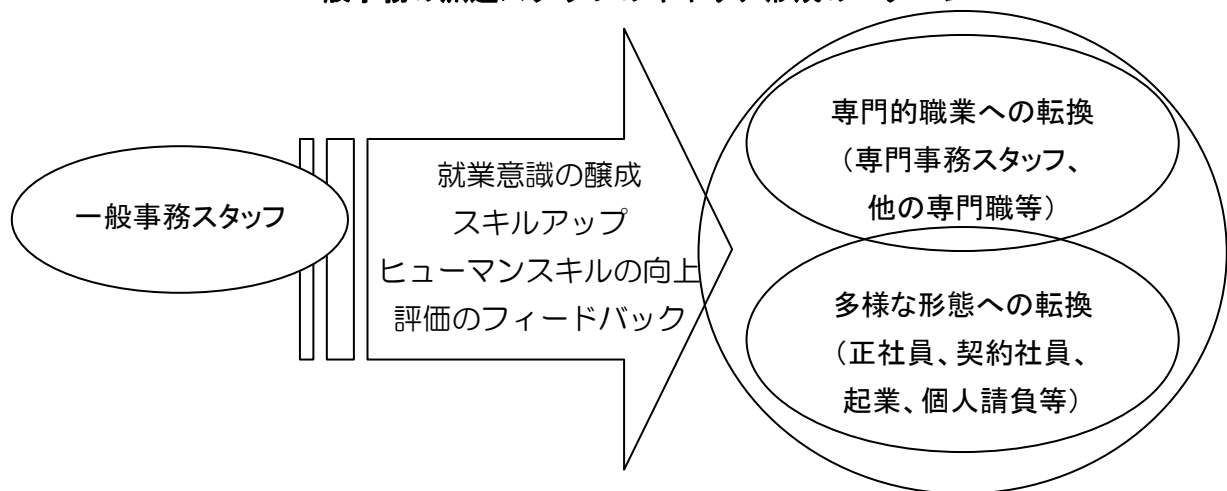 一般事務スタッフ
就業意識の醸成
スキルアップ
ヒューマンスキルの向上
評価のフィードバック
専門的職業への転換
（専門事務スタッフ、
他の専門職等）
多様な形態への転換
（正社員、契約社員、
起業、個人請負等）